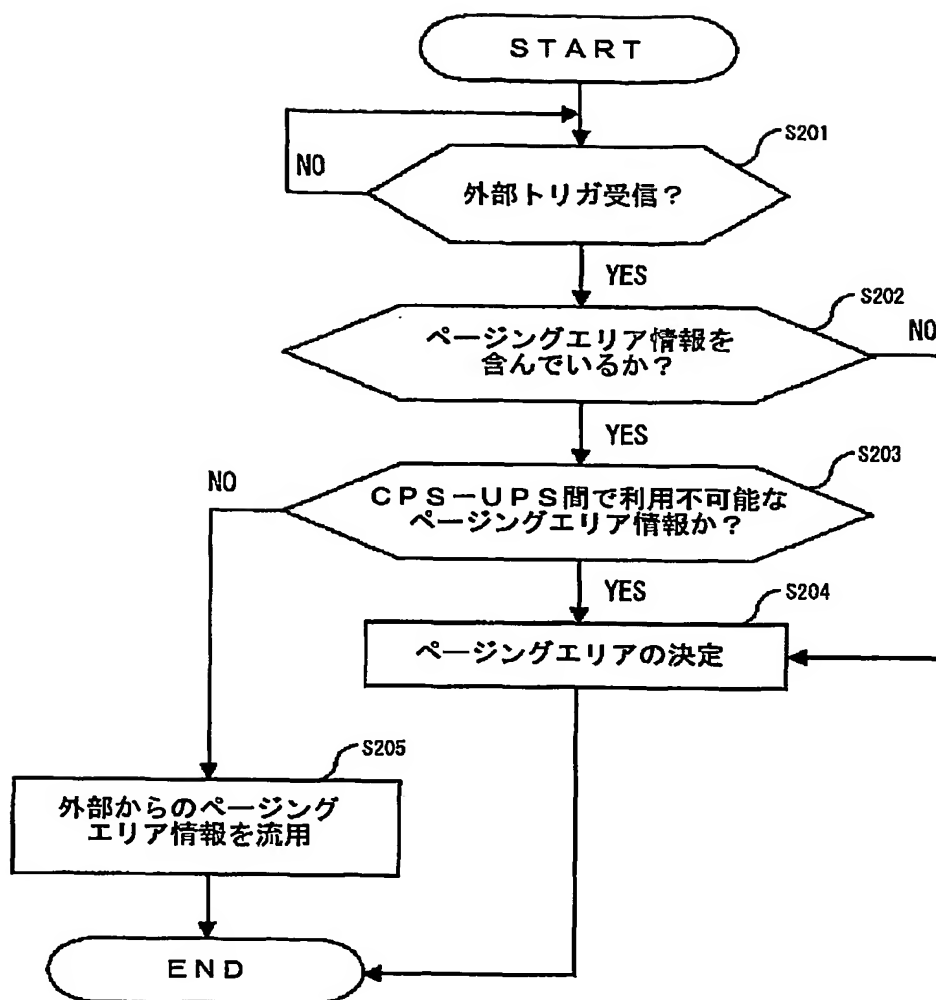 START
S201
NO
外部トリガ受信？
YES
S202
NO
ページングエリア情報を
含んでいるか？
YES
S203
NO
CPS－UPS間で利用不可能な
ページングエリア情報か？
YES
S204
ページングエリアの決定
S205
外部からのページング
エリア情報を流用
END